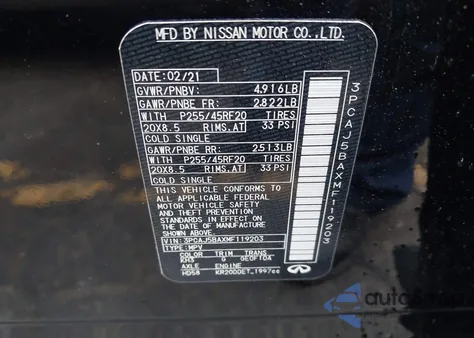 MFD BY NISSAN MOTOR CO.,LTD.
DATE: 02/21
GVWR/PNBV: 4,916LB
GAWR/PNBE FR: 2,822LB
WITH P255/45RF20 TIRES
20X8.5 RIMS,AT 33 PSI
COLD SINGLE
GAWR/PNBE RR: 2,513LB
WITH P255/45RF20 TIRES
20X8.5 RIMS,AT 33 PSI
COLD SINGLE
THIS VEHICLE CONFORMS TO
ALL APPLICABLE FEDERAL
MOTOR VEHICLE SAFETY
AND THEFT PREVENTION
STANDARDS IN EFFECT ON
THE DATE OF MANUFACTURE
SHOWN ABOVE.
VIN: 3PCAJ5BAXMF119203
TYPE: MPV
COLOR TRIM TRANS
KH3 G GE0F10A
AXLE ENGINE
HD58 KR20DDET 1997cc
INFINITI
3PCAJ5BAXMF119203